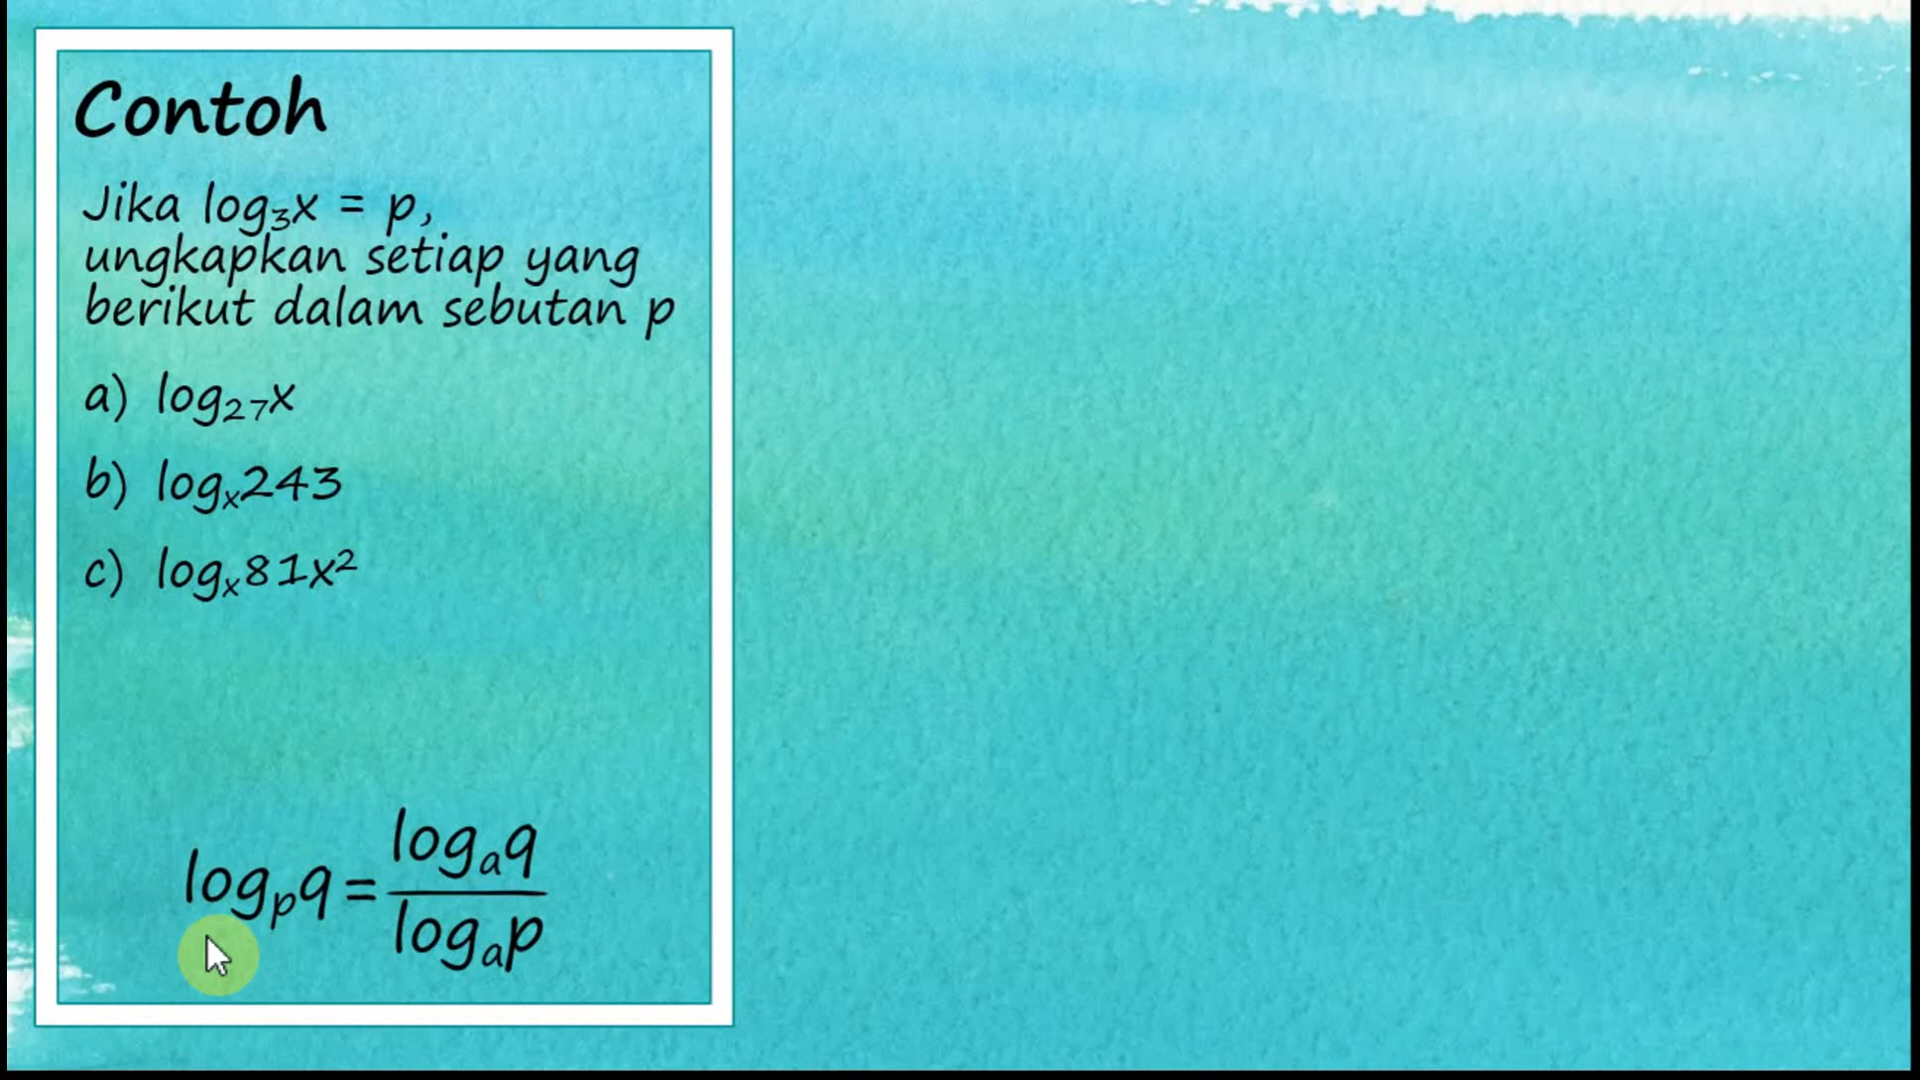 Contoh
Jika log₃x = p,
ungkapkan setiap yang
berikut dalam sebutan p
a) log₂₇x
b) logₓ243
c) logₓ81x²
logₚq = logₐq / logₐp